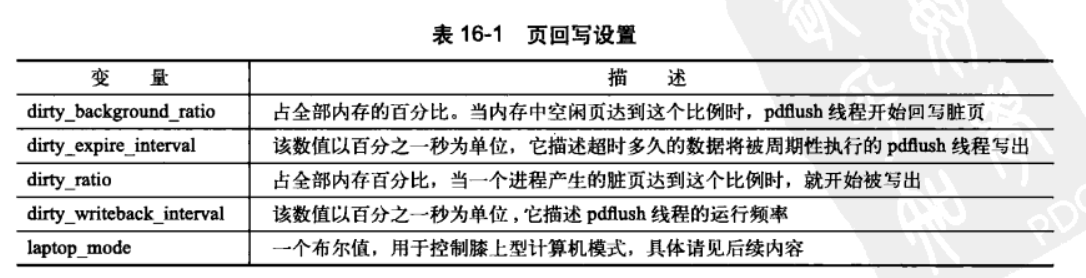 表 16-1 页回写设置
变 量 描 述
dirty_background_ratio 占全部内存的百分比。当内存中空闲页达到这个比例时，pdflush 线程开始回写脏页
dirty_expire_interval 该数值以百分之一秒为单位，它描述超时多久的数据将被周期性执行的 pdflush 线程写出
dirty_ratio 占全部内存百分比，当一个进程产生的脏页达到这个比例时，就开始被写出
dirty_writeback_interval 该数值以百分之一秒为单位，它描述 pdflush 线程的运行频率
laptop_mode 一个布尔值，用于控制膝上型计算机模式，具体请见后续内容